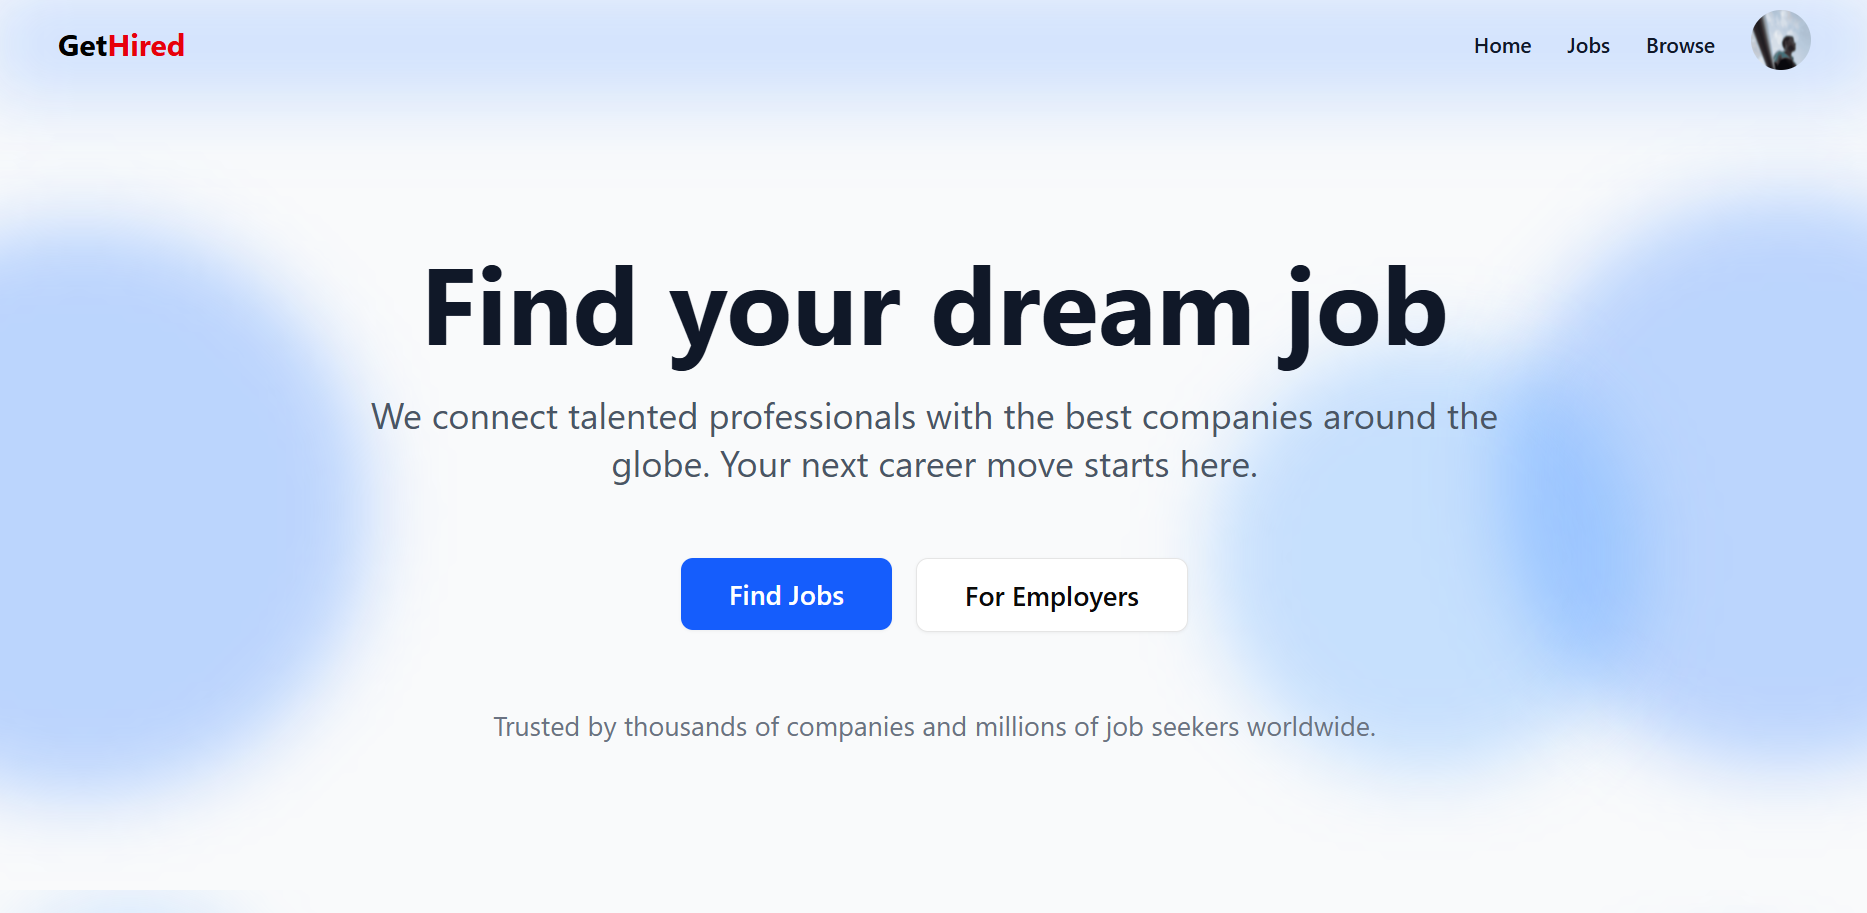 GetHired
Home
Jobs
Browse
Find your dream job
We connect talented professionals with the best companies around the
globe. Your next career move starts here.
Find Jobs
For Employers
Trusted by thousands of companies and millions of job seekers worldwide.